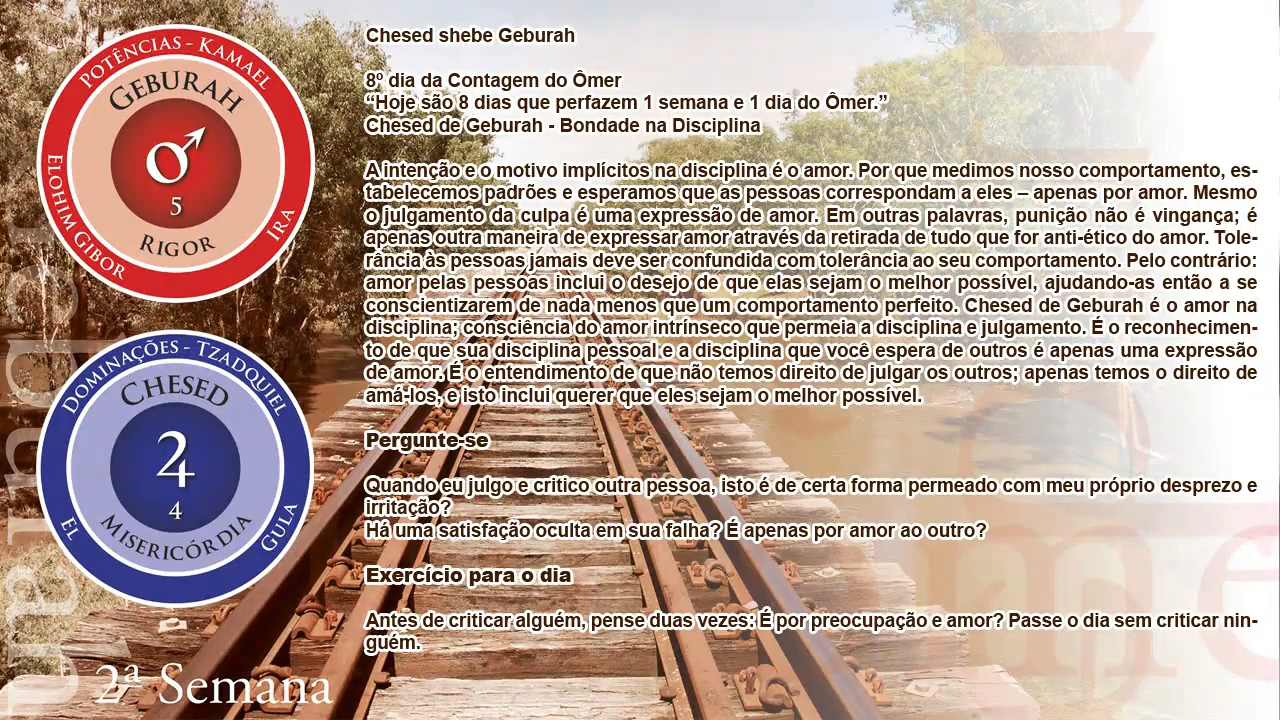 POTÊNCIAS - KAMAEL
GEBURAH
5
RIGOR
ELOHIM GIBOR
IRA
DOMINAÇÕES - TZADQUIEL
CHESED
4
MISERICÓRDIA
EL
GULA
2ª Semana
Chesed shebe Geburah
8º dia da Contagem do Ômer
“Hoje são 8 dias que perfazem 1 semana e 1 dia do Ômer.”
Chesed de Geburah - Bondade na Disciplina
A intenção e o motivo implícitos na disciplina é o amor. Por que medimos nosso comportamento, es-
tabelecemos padrões e esperamos que as pessoas correspondam a eles – apenas por amor. Mesmo
o julgamento da culpa é uma expressão de amor. Em outras palavras, punição não é vingança; é
apenas outra maneira de expressar amor através da retirada de tudo que for anti-ético do amor. Tole-
rância às pessoas jamais deve ser confundida com tolerância ao seu comportamento. Pelo contrário:
amor pelas pessoas inclui o desejo de que elas sejam o melhor possível, ajudando-as então a se
conscientizarem de nada menos que um comportamento perfeito. Chesed de Geburah é o amor na
disciplina; consciência do amor intrínseco que permeia a disciplina e julgamento. É o reconhecimen-
to de que sua disciplina pessoal e a disciplina que você espera de outros é apenas uma expressão
de amor. É o entendimento de que não temos direito de julgar os outros; apenas temos o direito de
amá-los, e isto inclui querer que eles sejam o melhor possível.
Pergunte-se
Quando eu julgo e critico outra pessoa, isto é de certa forma permeado com meu próprio desprezo e
irritação?
Há uma satisfação oculta em sua falha? É apenas por amor ao outro?
Exercício para o dia
Antes de criticar alguém, pense duas vezes: É por preocupação e amor? Passe o dia sem criticar nin-
guém.